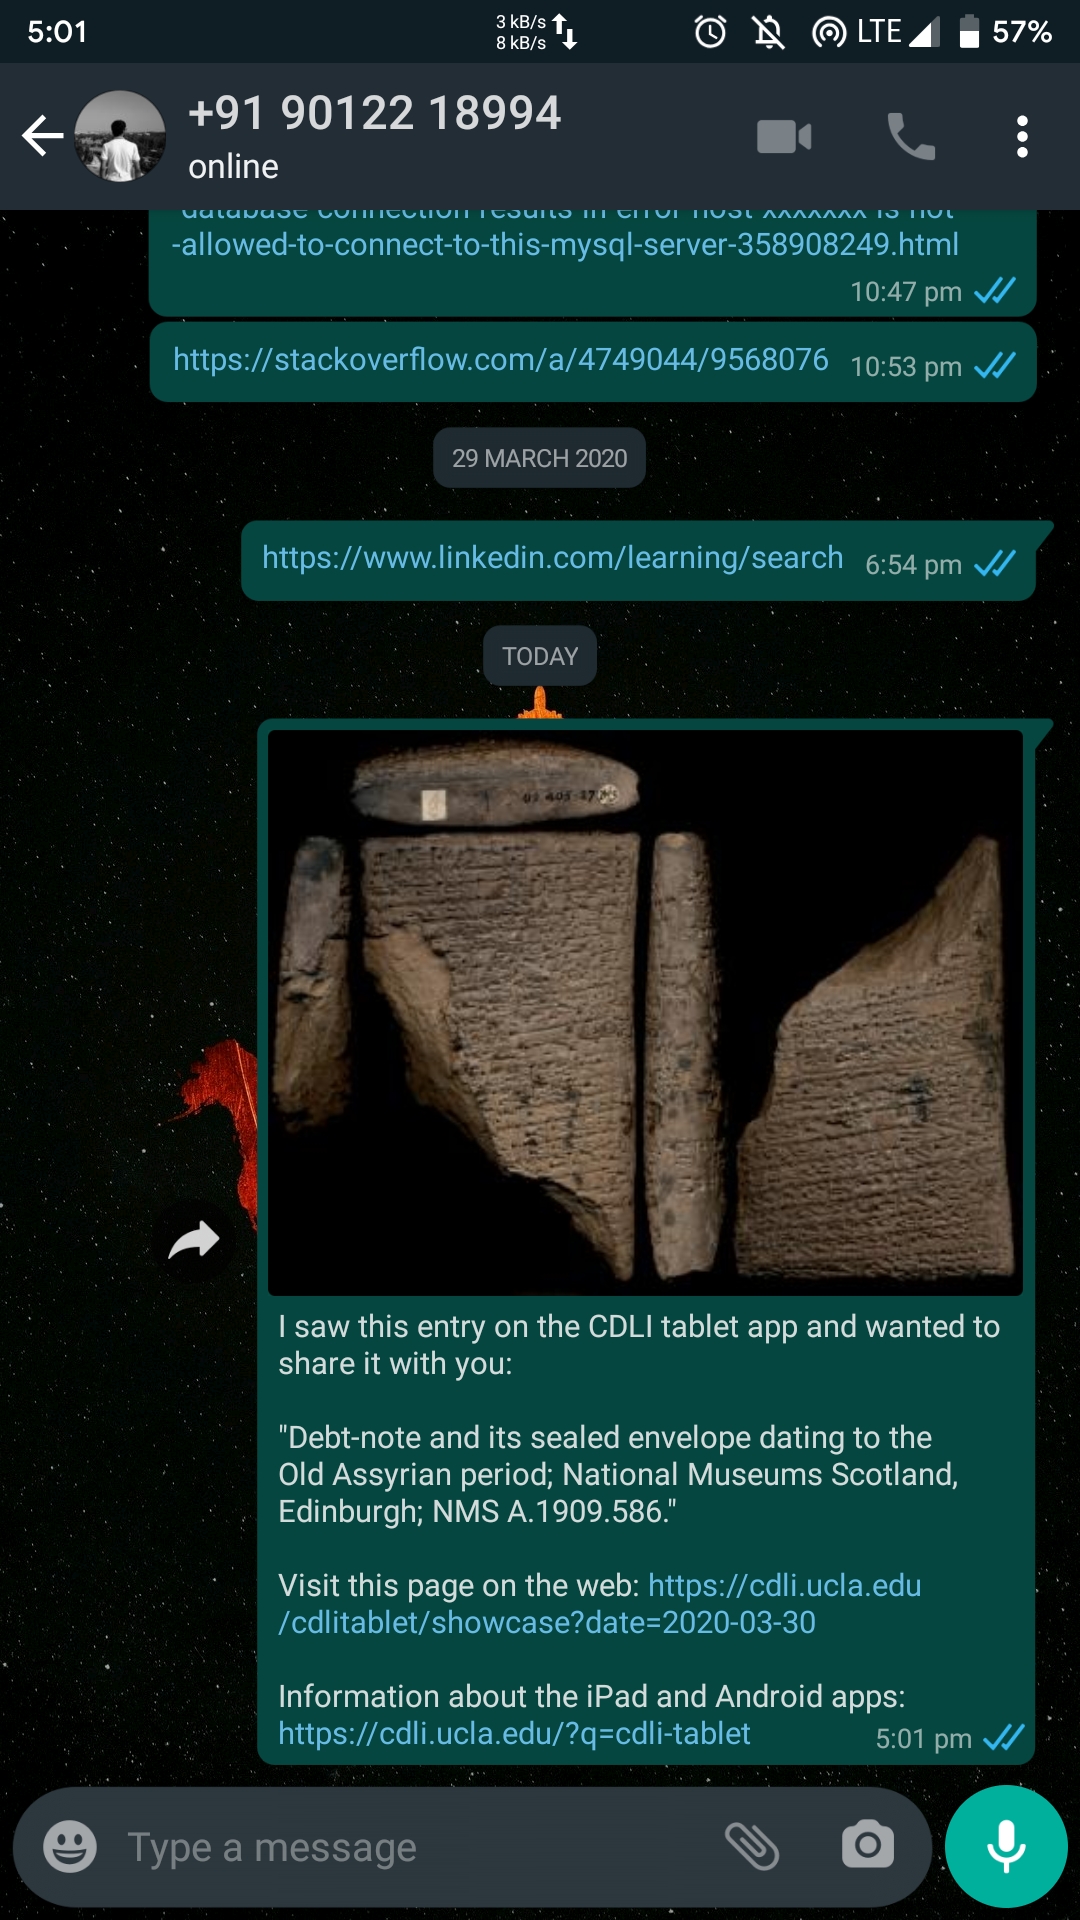 5:01
3 kB/s
8 kB/s
LTE
57%
+91 90122 18994
online
-allowed-to-connect-to-this-mysql-server-358908249.html
10:47 pm
https://stackoverflow.com/a/4749044/9568076 10:53 pm
29 MARCH 2020
https://www.linkedin.com/learning/search 6:54 pm
TODAY
I saw this entry on the CDLI tablet app and wanted to
share it with you:
"Debt-note and its sealed envelope dating to the
Old Assyrian period; National Museums Scotland,
Edinburgh; NMS A.1909.586."
Visit this page on the web: https://cdli.ucla.edu
/cdlitablet/showcase?date=2020-03-30
Information about the iPad and Android apps:
https://cdli.ucla.edu/?q=cdli-tablet 5:01 pm
Type a message